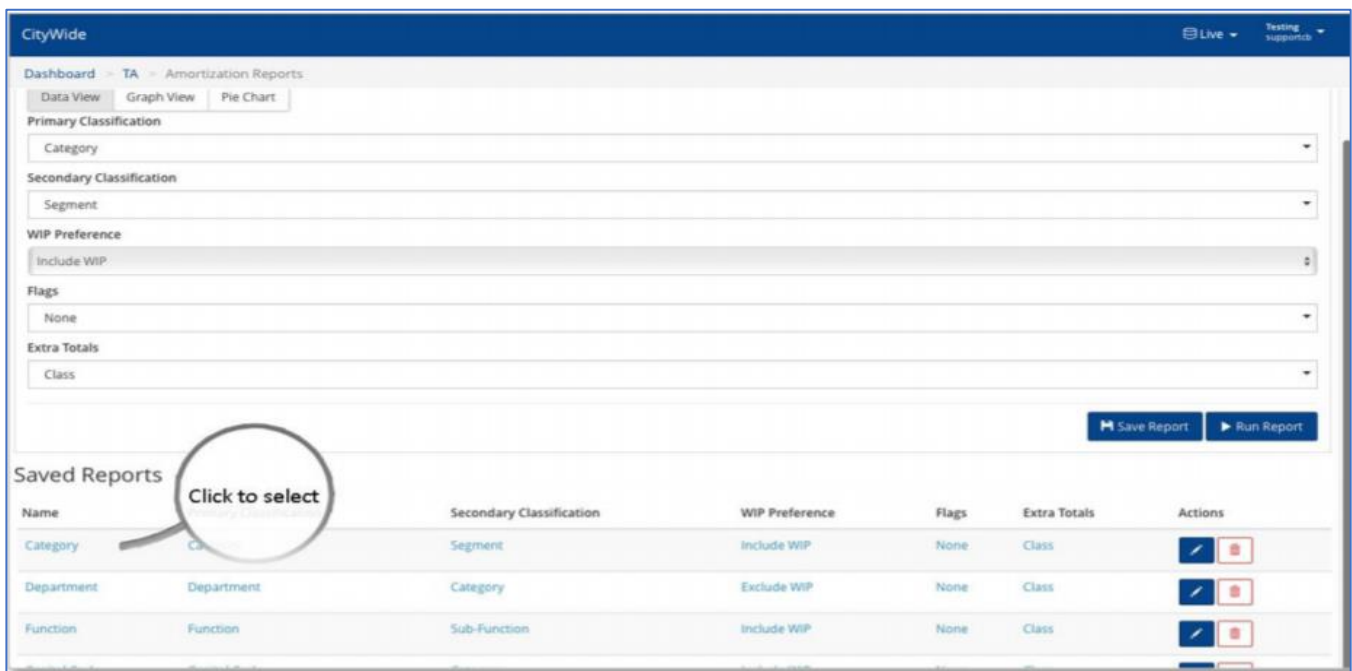 CityWide
Live
Testing
supportcb
Dashboard > TA > Amortization Reports
Data View Graph View Pie Chart
Primary Classification
Category
Secondary Classification
Segment
WIP Preference
Include WIP
Flags
None
Extra Totals
Class
Save Report Run Report
Saved Reports
Click to select
Name Primary Classification Secondary Classification WIP Preference Flags Extra Totals Actions
Category Segment Include WIP None Class
Department Department Category Exclude WIP None Class
Function Function Sub-Function Include WIP None Class